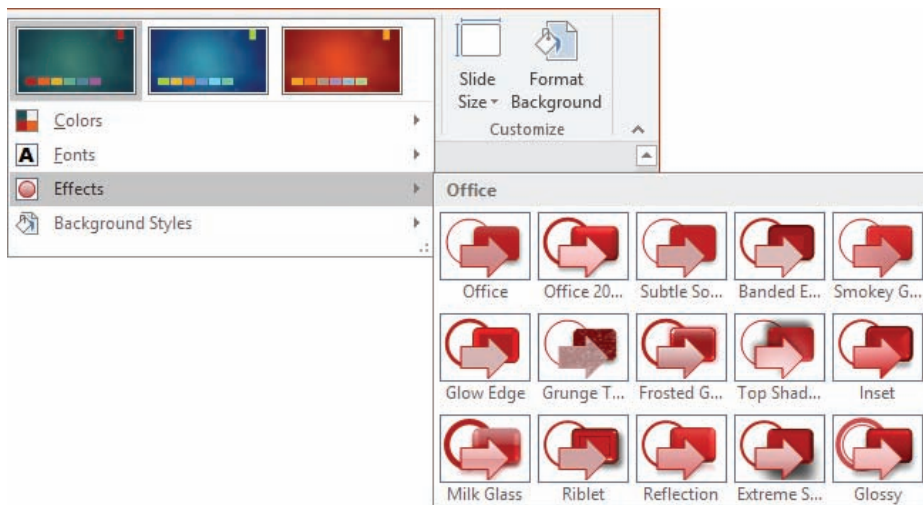 Slide
Size
Format
Background
Customize
Colors
Fonts
Effects
Background Styles
Office
Office
Office 20...
Subtle So...
Banded E...
Smokey G...
Glow Edge
Grunge T...
Frosted G...
Top Shad...
Inset
Milk Glass
Riblet
Reflection
Extreme S...
Glossy